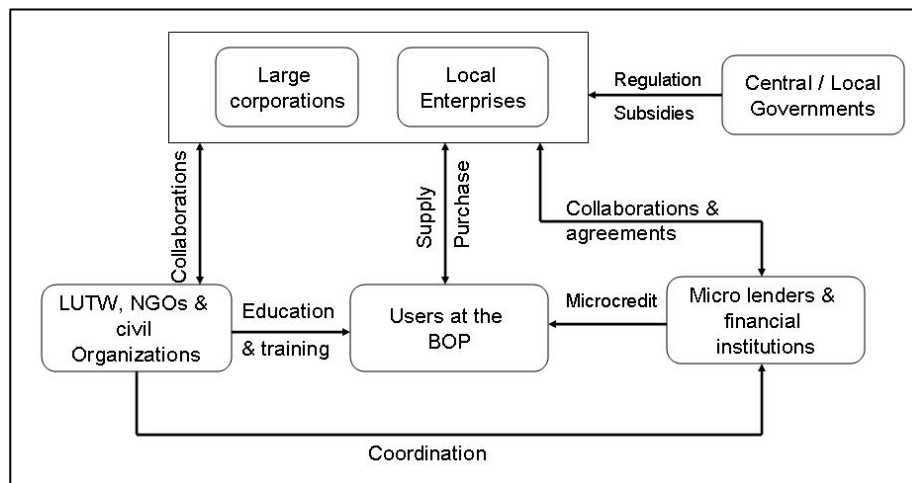 Large
corporations
Local
Enterprises
Regulation
Subsidies
Central / Local
Governments
Collaborations
Supply
Purchase
Collaborations &
agreements
LUTW, NGOs &
civil
Organizations
Education
& training
Users at the
BOP
Microcredit
Micro lenders &
financial
institutions
Coordination